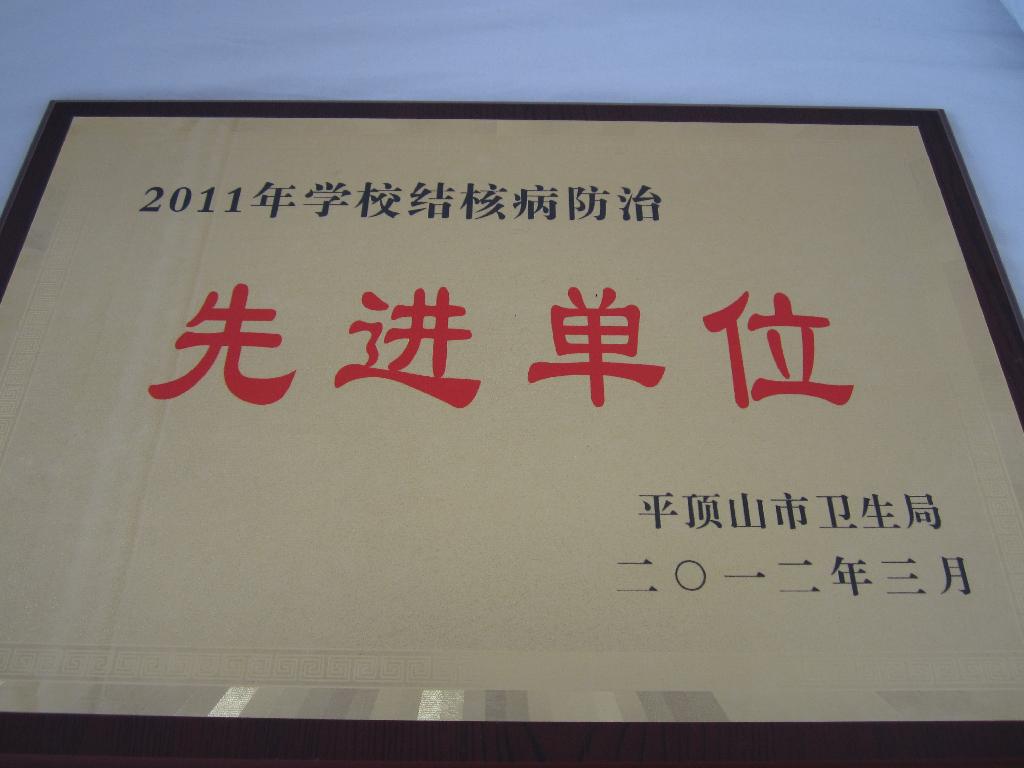 2011年学校结核病防治
先进单位
平顶山市卫生局
二〇一二年三月